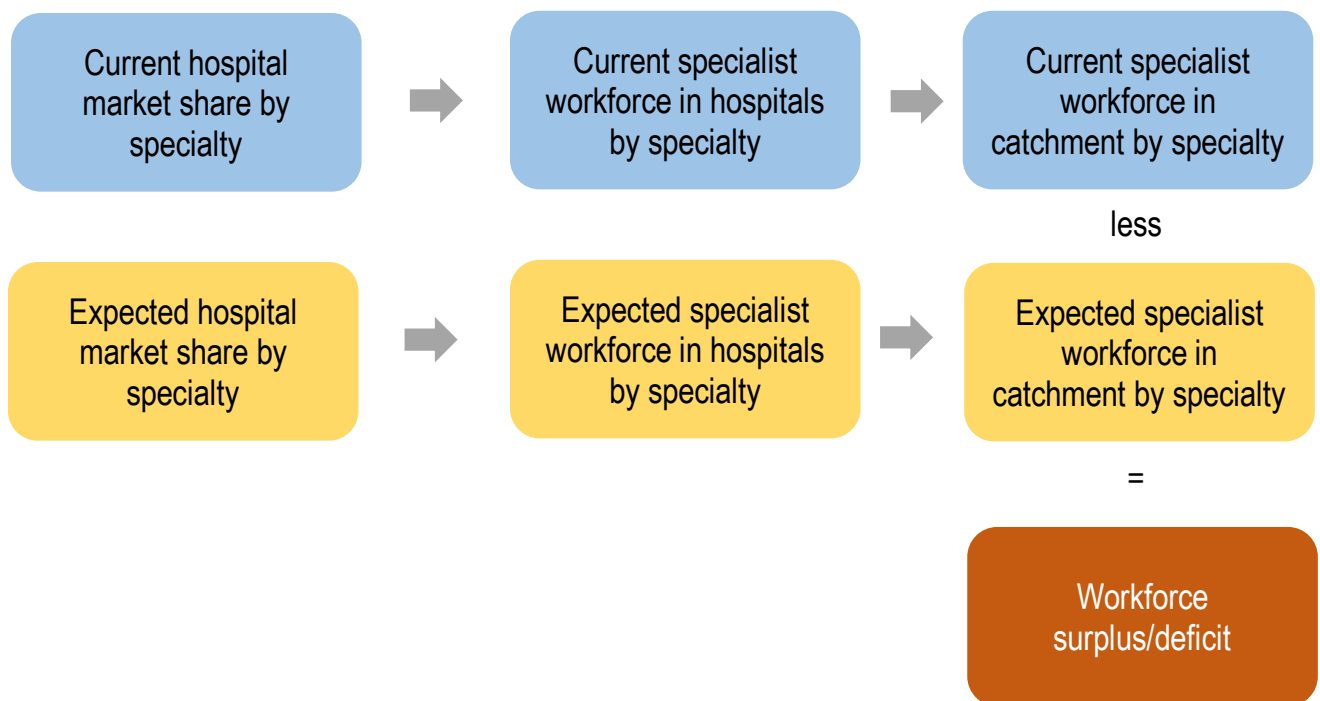 Current hospital
market share by
specialty
Current specialist
workforce in hospitals
by specialty
Current specialist
workforce in
catchment by specialty
less
Expected hospital
market share by
specialty
Expected specialist
workforce in hospitals
by specialty
Expected specialist
workforce in
catchment by specialty
=
Workforce
surplus/deficit